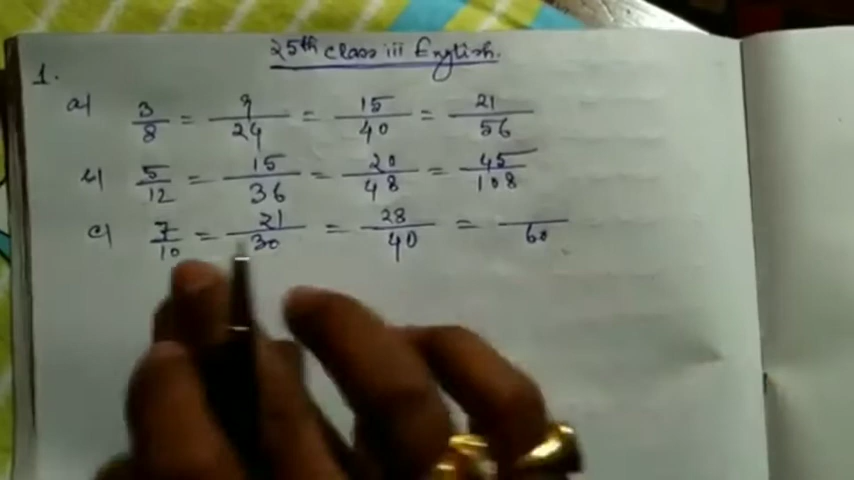 25th class iii English.
1.
a) 3/8 = 9/24 = 15/40 = 21/56
b) 5/12 = 15/36 = 20/48 = 45/108
c) 7/10 = 21/30 = 28/40 = /60